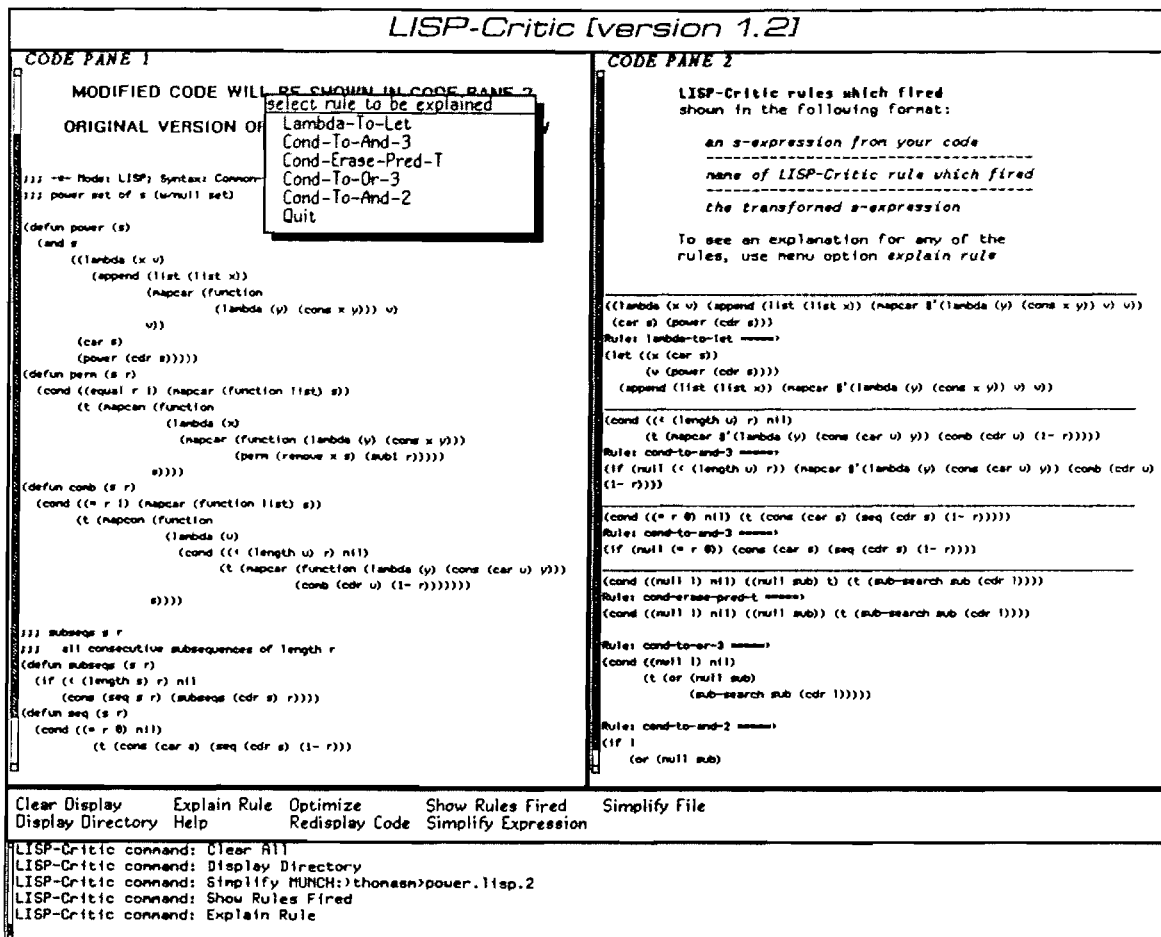 LISP-Critic [version 1.2]
CODE PANE 1
MODIFIED CODE WILL BE SHOWN IN CODE PANE 2
ORIGINAL VERSION OF
select rule to be explained
Lambda-To-Let
Cond-To-And-3
Cond-Erase-Pred-T
Cond-To-Or-3
Cond-To-And-2
Quit
;;; -*- Mode: LISP; Syntax: Common-
;;; power set of s (w/null set)
(defun power (s)
(and s
((lambda (x v)
(append (list (list x))
(mapcar (function
(lambda (y) (cons x y))) v)
v))
(car s)
(power (cdr s)))))
(defun perm (s r)
(cond ((equal r 1) (mapcar (function list) s))
(t (mapcan (function
(lambda (x)
(mapcar (function (lambda (y) (cons x y)))
(perm (remove x s) (sub1 r)))))
s))))
(defun comb (s r)
(cond ((= r 1) (mapcar (function list) s))
(t (mapcon (function
(lambda (u)
(cond ((< (length u) r) nil)
(t (mapcar (function (lambda (y) (cons (car u) y)))
(comb (cdr u) (1- r)))))))
s))))
;;; subseqs s r
;;; all consecutive subsequences of length r
(defun subseqs (s r)
(if (< (length s) r) nil
(cons (seq s r) (subseqs (cdr s) r))))
(defun seq (s r)
(cond ((= r 0) nil)
(t (cons (car s) (seq (cdr s) (1- r)))
CODE PANE 2
LISP-Critic rules which fired
shown in the following format:
an s-expression from your code
---------------------------------
name of LISP-Critic rule which fired
---------------------------------
the transformed s-expression
To see an explanation for any of the
rules, use menu option explain rule
((lambda (x v) (append (list (list x)) (mapcar #'(lambda (y) (cons x y)) v) v))
(car s) (power (cdr s)))
Rule: lambda-to-let =====>
(let ((x (car s))
(v (power (cdr s))))
(append (list (list x)) (mapcar #'(lambda (y) (cons x y)) v) v))
(cond ((< (length u) r) nil)
(t (mapcar #'(lambda (y) (cons (car u) y)) (comb (cdr u) (1- r)))))
Rule: cond-to-and-3 =====>
(if (null (< (length u) r)) (mapcar #'(lambda (y) (cons (car u) y)) (comb (cdr u)
(1- r))))
(cond ((= r 0) nil) (t (cons (car s) (seq (cdr s) (1- r)))))
Rule: cond-to-and-3 =====>
(if (null (= r 0)) (cons (car s) (seq (cdr s) (1- r))))
(cond ((null l) nil) ((null sub) t) (t (sub-search sub (cdr l))))
Rule: cond-erase-pred-t =====>
(cond ((null l) nil) ((null sub)) (t (sub-search sub (cdr l))))
Rule: cond-to-or-3 =====>
(cond ((null l) nil)
(t (or (null sub)
(sub-search sub (cdr l)))))
Rule: cond-to-and-2 =====>
(if l
(or (null sub)
Clear Display Explain Rule Optimize Show Rules Fired Simplify File
Display Directory Help Redisplay Code Simplify Expression
LISP-Critic command: Clear All
LISP-Critic command: Display Directory
LISP-Critic command: Simplify MUNCH:>thomasm>power.lisp.2
LISP-Critic command: Show Rules Fired
LISP-Critic command: Explain Rule